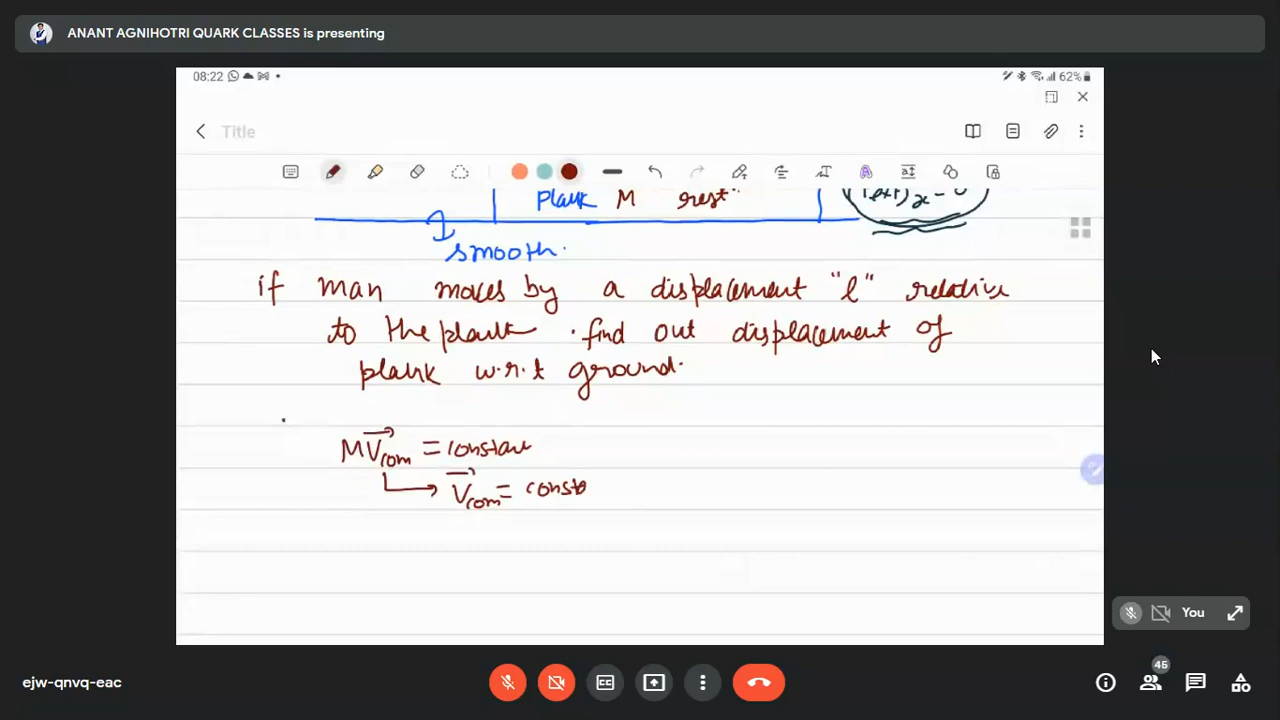 ANANT AGNIHOTRI QUARK CLASSES is presenting
08:22 62%
Title
Plank M rest
smooth.
if man moves by a displacement "l" relative
to the plank . find out displacement of
plank w.r.t ground.
MV com = constant
V com = const
You
ejw-qnvq-eac
CC
45